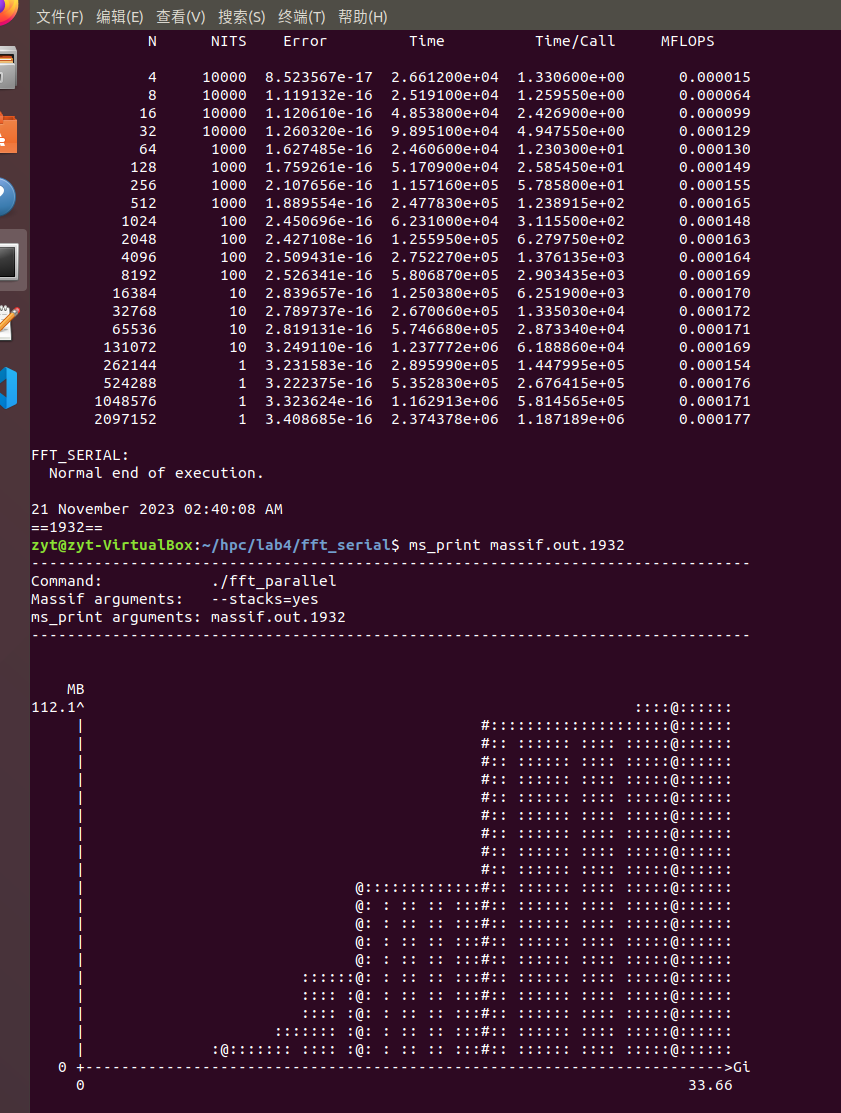 文件(F) 编辑(E) 查看(V) 搜索(S) 终端(T) 帮助(H)
             N      NITS    Error         Time          Time/Call     MFLOPS
             4     10000  8.523567e-17  2.661200e+04  1.330600e+00      0.000015
             8     10000  1.119132e-16  2.519100e+04  1.259550e+00      0.000064
            16     10000  1.120610e-16  4.853800e+04  2.426900e+00      0.000099
            32     10000  1.260320e-16  9.895100e+04  4.947550e+00      0.000129
            64      1000  1.627485e-16  2.460600e+04  1.230300e+01      0.000130
           128      1000  1.759261e-16  5.170900e+04  2.585450e+01      0.000149
           256      1000  2.107656e-16  1.157160e+05  5.785800e+01      0.000155
           512      1000  1.889554e-16  2.477830e+05  1.238915e+02      0.000165
          1024       100  2.450696e-16  6.231000e+04  3.115500e+02      0.000148
          2048       100  2.427108e-16  1.255950e+05  6.279750e+02      0.000163
          4096       100  2.509431e-16  2.752270e+05  1.376135e+03      0.000164
          8192       100  2.526341e-16  5.806870e+05  2.903435e+03      0.000169
         16384        10  2.839657e-16  1.250380e+05  6.251900e+03      0.000170
         32768        10  2.789737e-16  2.670060e+05  1.335030e+04      0.000172
         65536        10  2.819131e-16  5.746680e+05  2.873340e+04      0.000171
        131072        10  3.249110e-16  1.237772e+06  6.188860e+04      0.000169
        262144         1  3.231583e-16  2.895990e+05  1.447995e+05      0.000154
        524288         1  3.222375e-16  5.352830e+05  2.676415e+05      0.000176
       1048576         1  3.323624e-16  1.162913e+06  5.814565e+05      0.000171
       2097152         1  3.408685e-16  2.374378e+06  1.187189e+06      0.000177
FFT_SERIAL:
  Normal end of execution.
21 November 2023 02:40:08 AM
==1932==
zyt@zyt-VirtualBox:~/hpc/lab4/fft_serial$ ms_print massif.out.1932
--------------------------------------------------------------------------------
Command:            ./fft_parallel
Massif arguments:   --stacks=yes
ms_print arguments: massif.out.1932
--------------------------------------------------------------------------------
    MB
112.1^                                                             ::::@::::::
     |                                            #::::::::::::::::::::@::::::
     |                                            #:: :::::: :::: :::::@::::::
     |                                            #:: :::::: :::: :::::@::::::
     |                                            #:: :::::: :::: :::::@::::::
     |                                            #:: :::::: :::: :::::@::::::
     |                                            #:: :::::: :::: :::::@::::::
     |                                            #:: :::::: :::: :::::@::::::
     |                                            #:: :::::: :::: :::::@::::::
     |                                            #:: :::::: :::: :::::@::::::
     |                              @:::::::::::::#:: :::::: :::: :::::@::::::
     |                              @: : :: :: :::#:: :::::: :::: :::::@::::::
     |                              @: : :: :: :::#:: :::::: :::: :::::@::::::
     |                              @: : :: :: :::#:: :::::: :::: :::::@::::::
     |                              @: : :: :: :::#:: :::::: :::: :::::@::::::
     |                        ::::::@: : :: :: :::#:: :::::: :::: :::::@::::::
     |                        :::: :@: : :: :: :::#:: :::::: :::: :::::@::::::
     |                        :::: :@: : :: :: :::#:: :::::: :::: :::::@::::::
     |                     ::::::: :@: : :: :: :::#:: :::::: :::: :::::@::::::
     |              :@::::::: :::: :@: : :: :: :::#:: :::::: :::: :::::@::::::
   0 +----------------------------------------------------------------------->Gi
     0                                                                   33.66